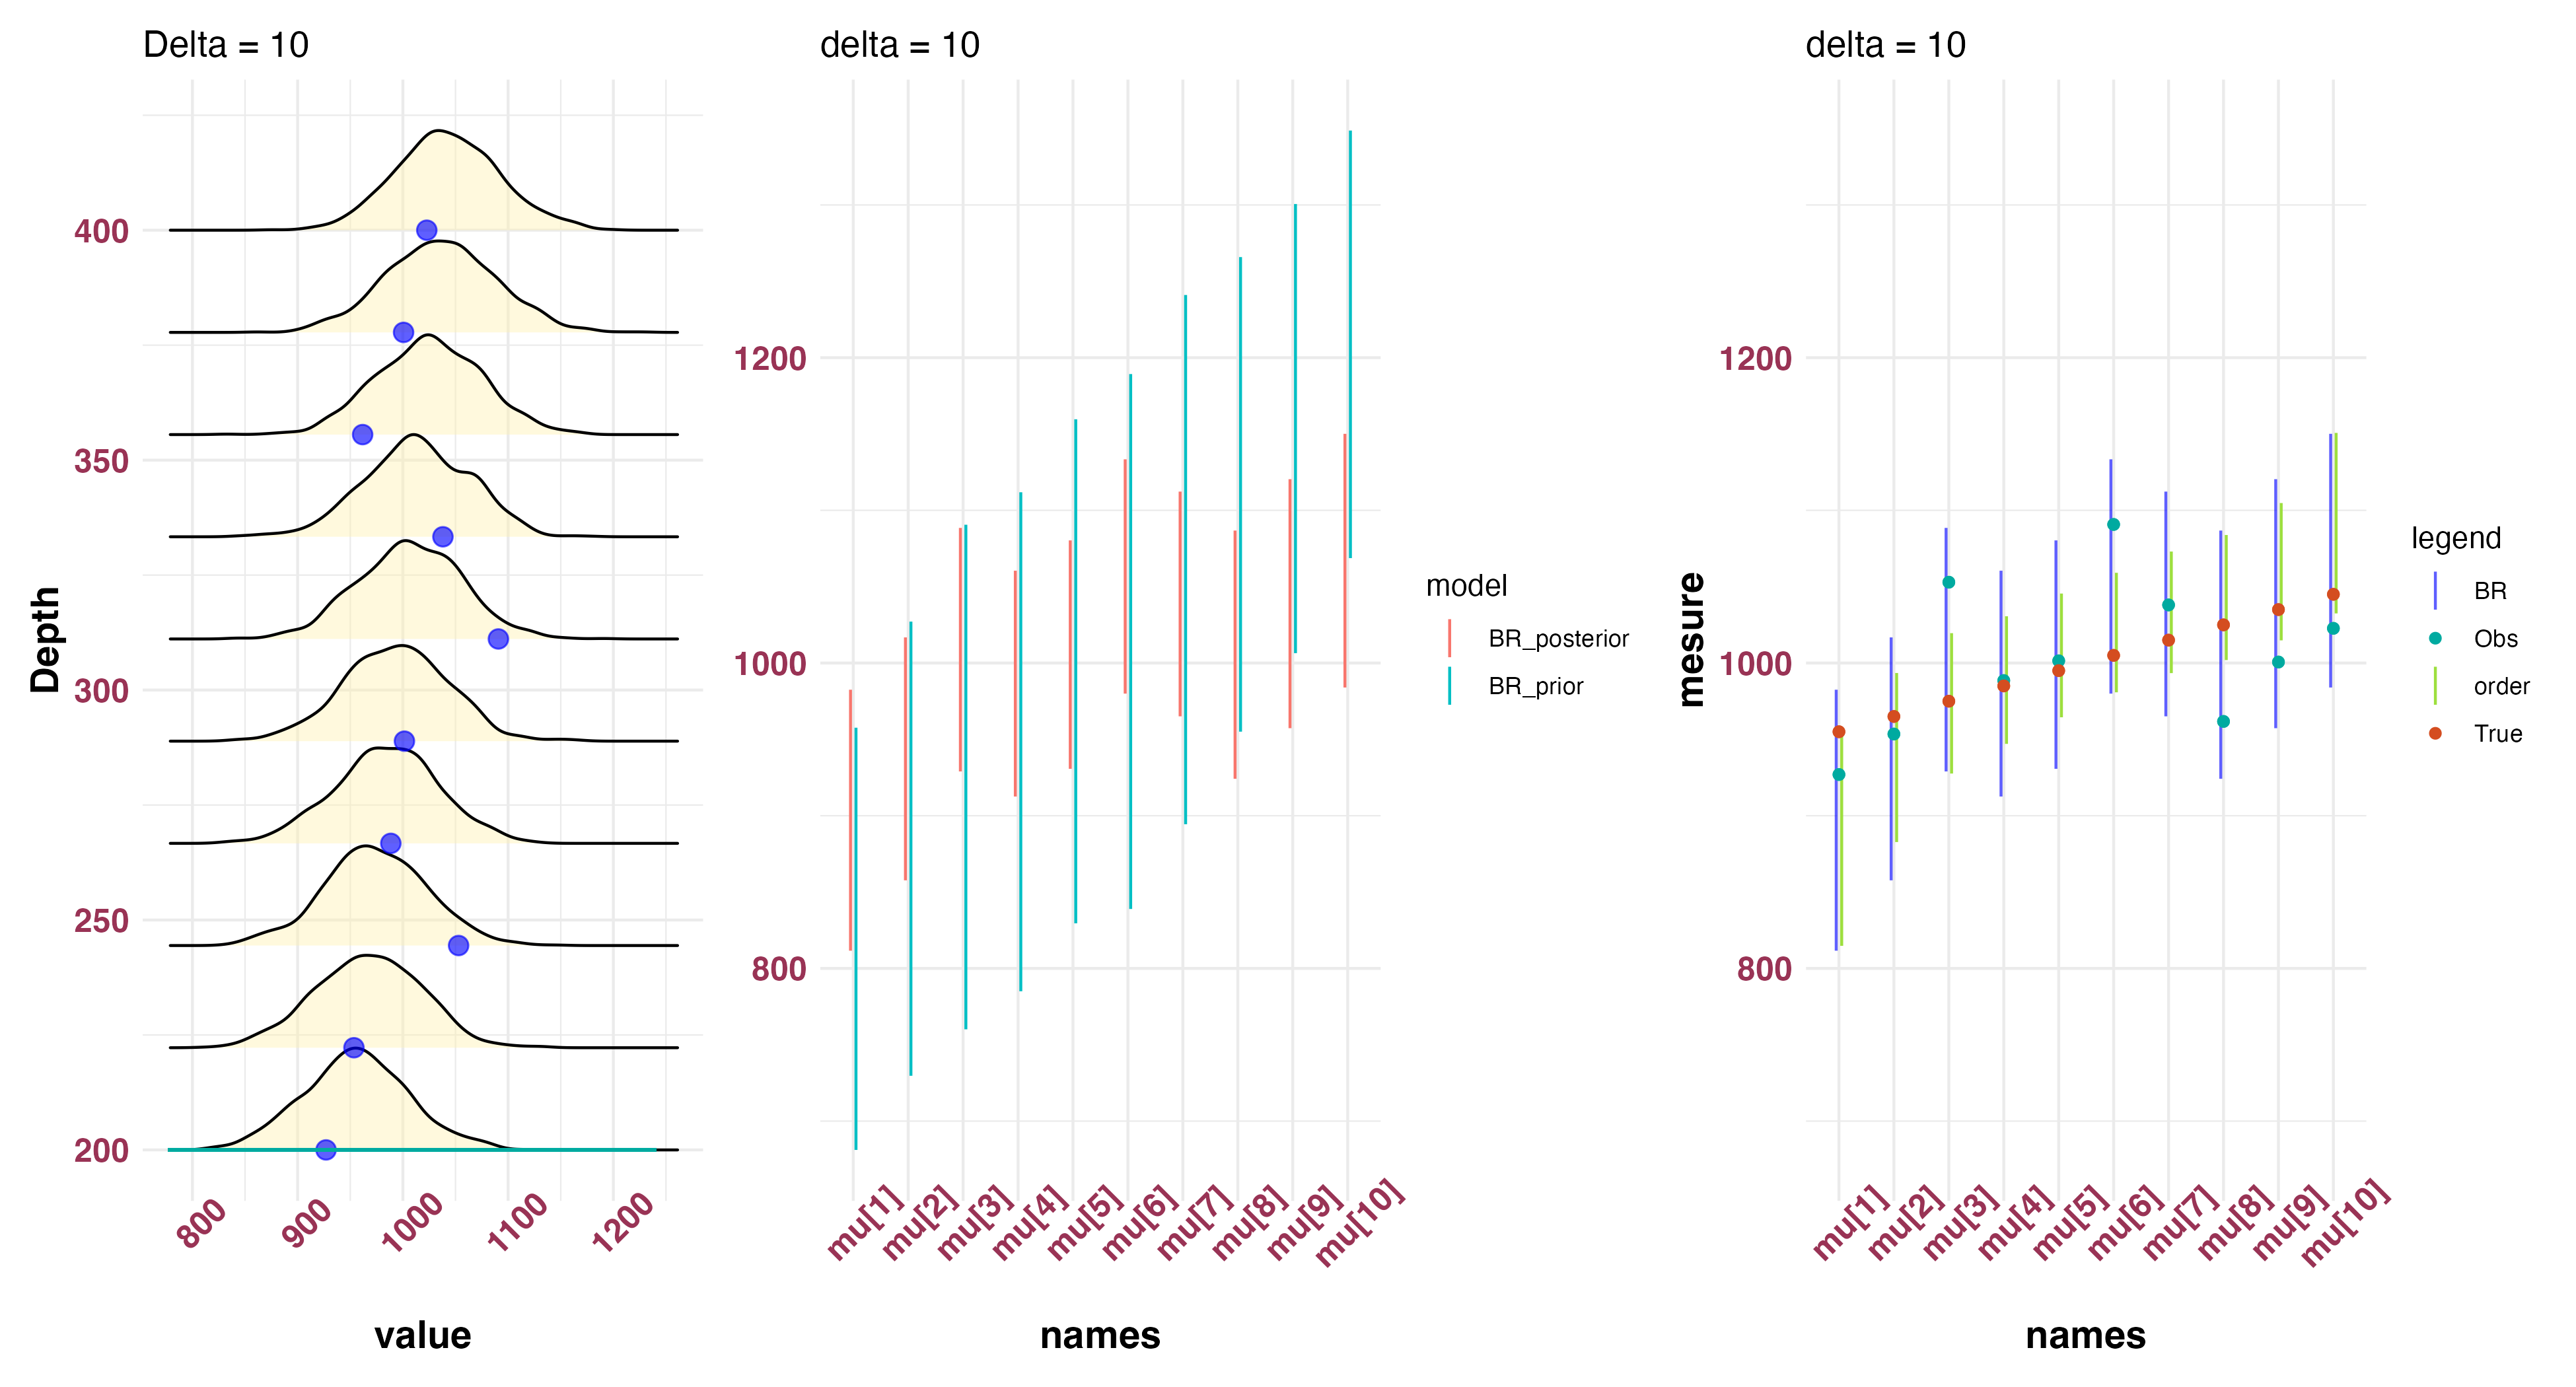 Delta = 10
Depth
400
350
300
250
200
800
900
1000
1100
1200
value
delta = 10
1200
1000
800
mu[1]
mu[2]
mu[3]
mu[4]
mu[5]
mu[6]
mu[7]
mu[8]
mu[9]
mu[10]
names
model
BR_posterior
BR_prior
delta = 10
mesure
1200
1000
800
mu[1]
mu[2]
mu[3]
mu[4]
mu[5]
mu[6]
mu[7]
mu[8]
mu[9]
mu[10]
names
legend
BR
Obs
order
True